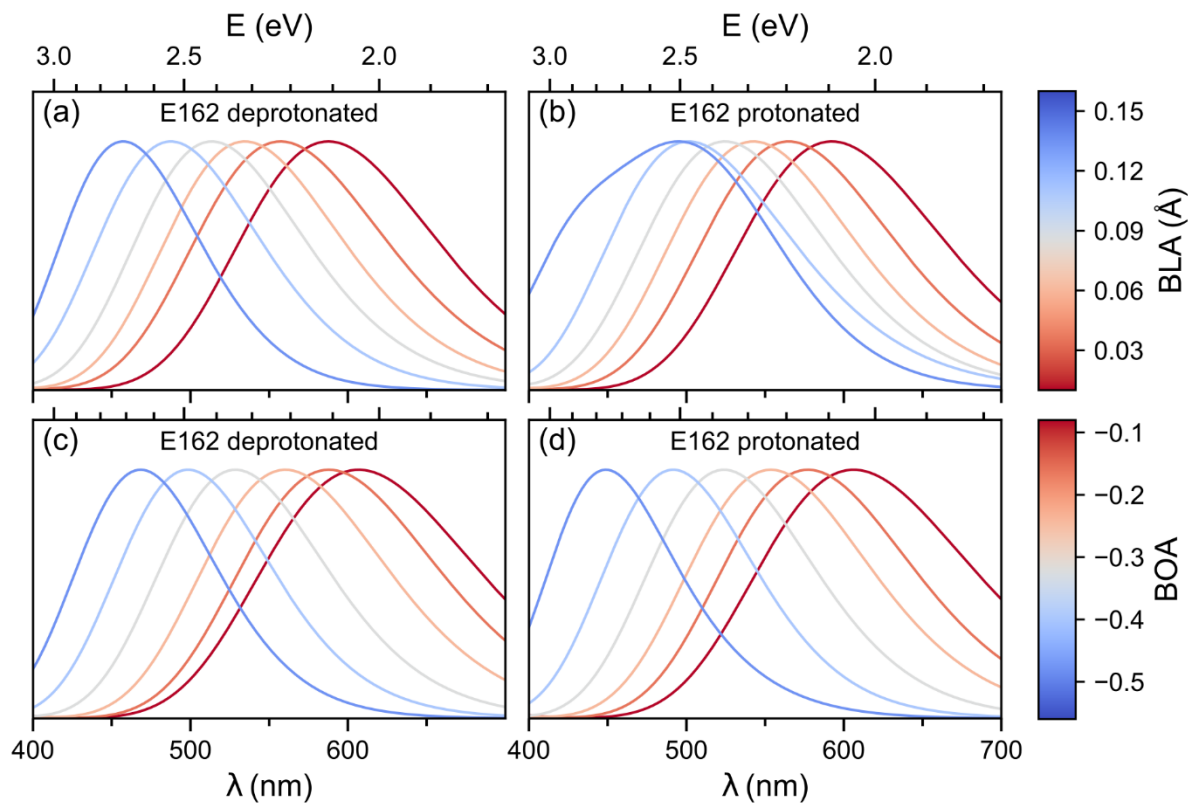 E (eV) E (eV)
3.0 2.5 2.0 3.0 2.5 2.0
(a) E162 deprotonated (b) E162 protonated
0.15
0.12
0.09
0.06
0.03
BLA (Å)
(c) E162 deprotonated (d) E162 protonated
−0.1
−0.2
−0.3
−0.4
−0.5
BOA
400 500 600 400 500 600 700
λ (nm) λ (nm)